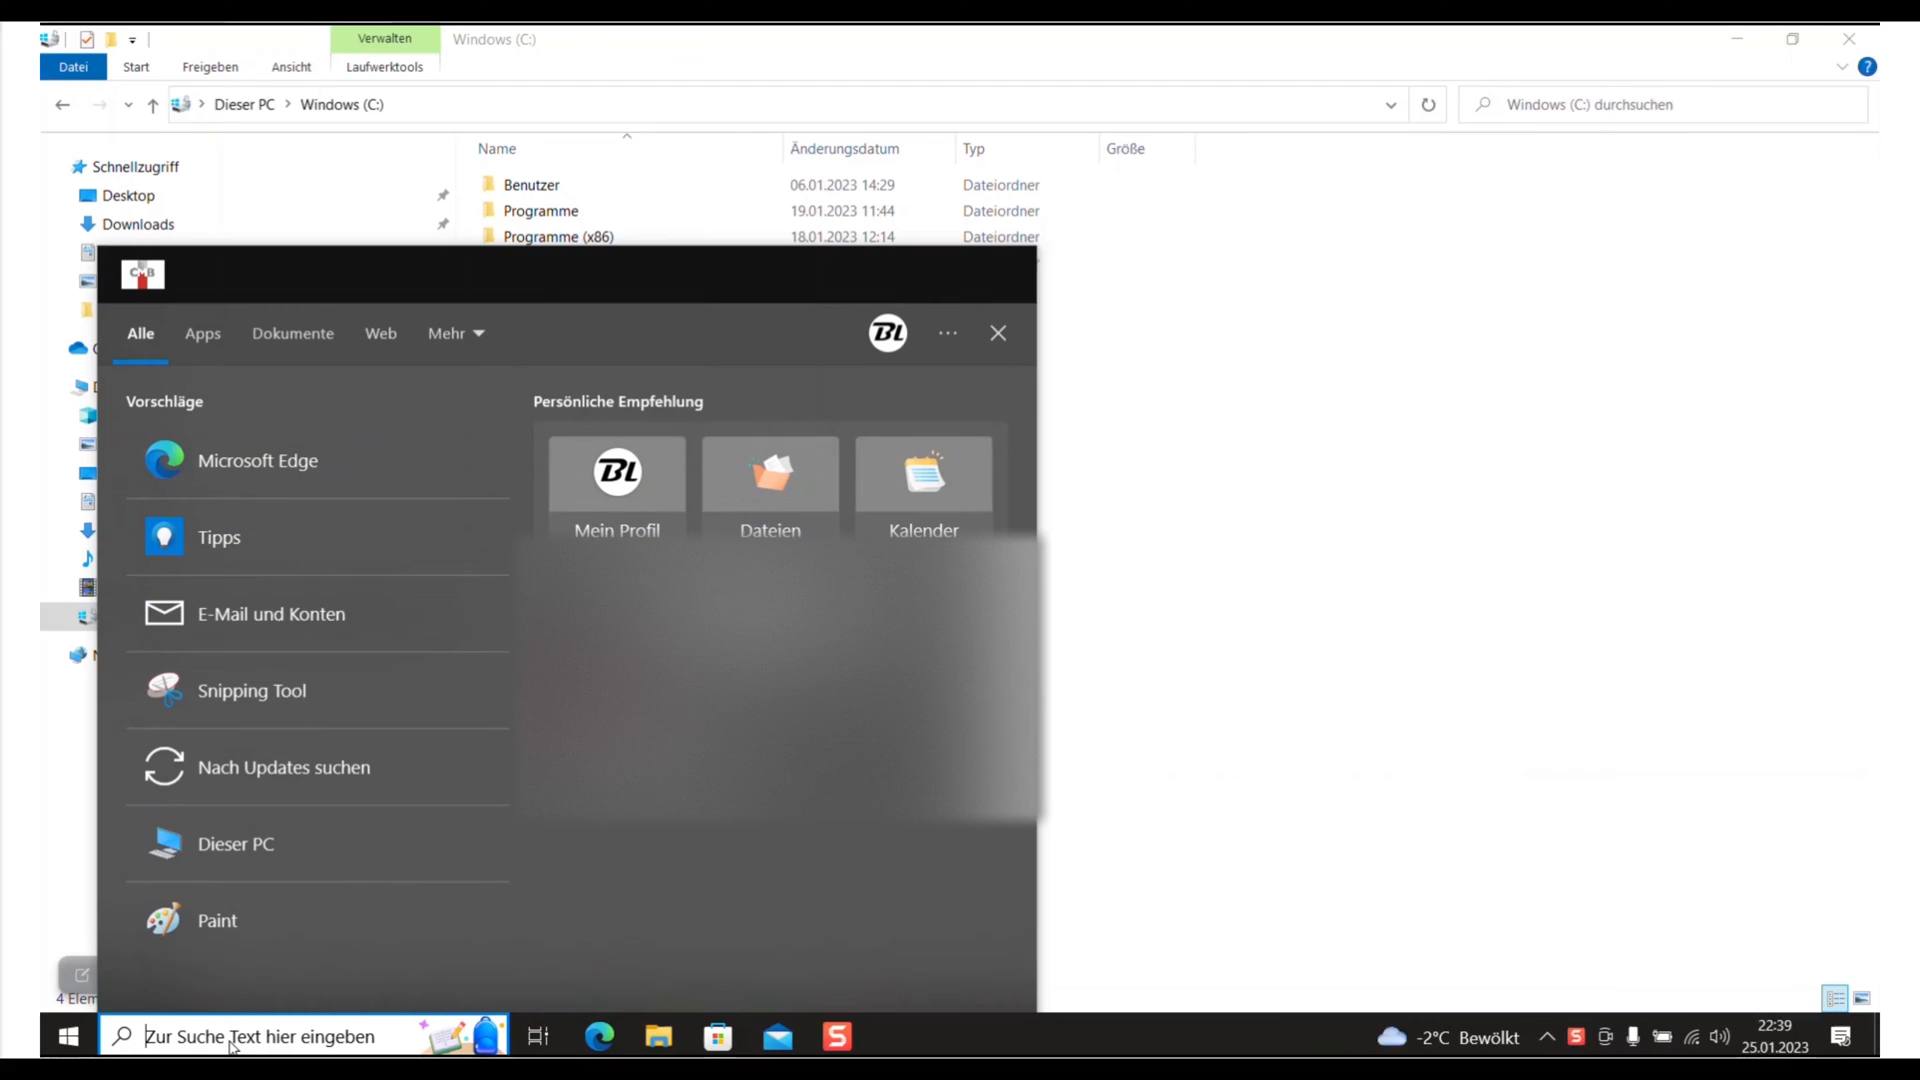 Verwalten
Windows (C:)
Datei
Start
Freigeben
Ansicht
Laufwerktools
?
Dieser PC
Windows (C:)
Windows (C:) durchsuchen
Name
Änderungsdatum
Typ
Größe
Schnellzugriff
Desktop
Downloads
Benutzer 06.01.2023 14:29 Dateiordner
Programme 19.01.2023 11:44 Dateiordner
Programme (x86) 18.01.2023 12:14 Dateiordner
Alle
Apps
Dokumente
Web
Mehr
BL
Vorschläge
Microsoft Edge
Tipps
E-Mail und Konten
Snipping Tool
Nach Updates suchen
Dieser PC
Paint
Persönliche Empfehlung
BL
Mein Profil
Dateien
Kalender
4 Elem
Zur Suche Text hier eingeben
S
-2°C Bewölkt
S
22:39
25.01.2023